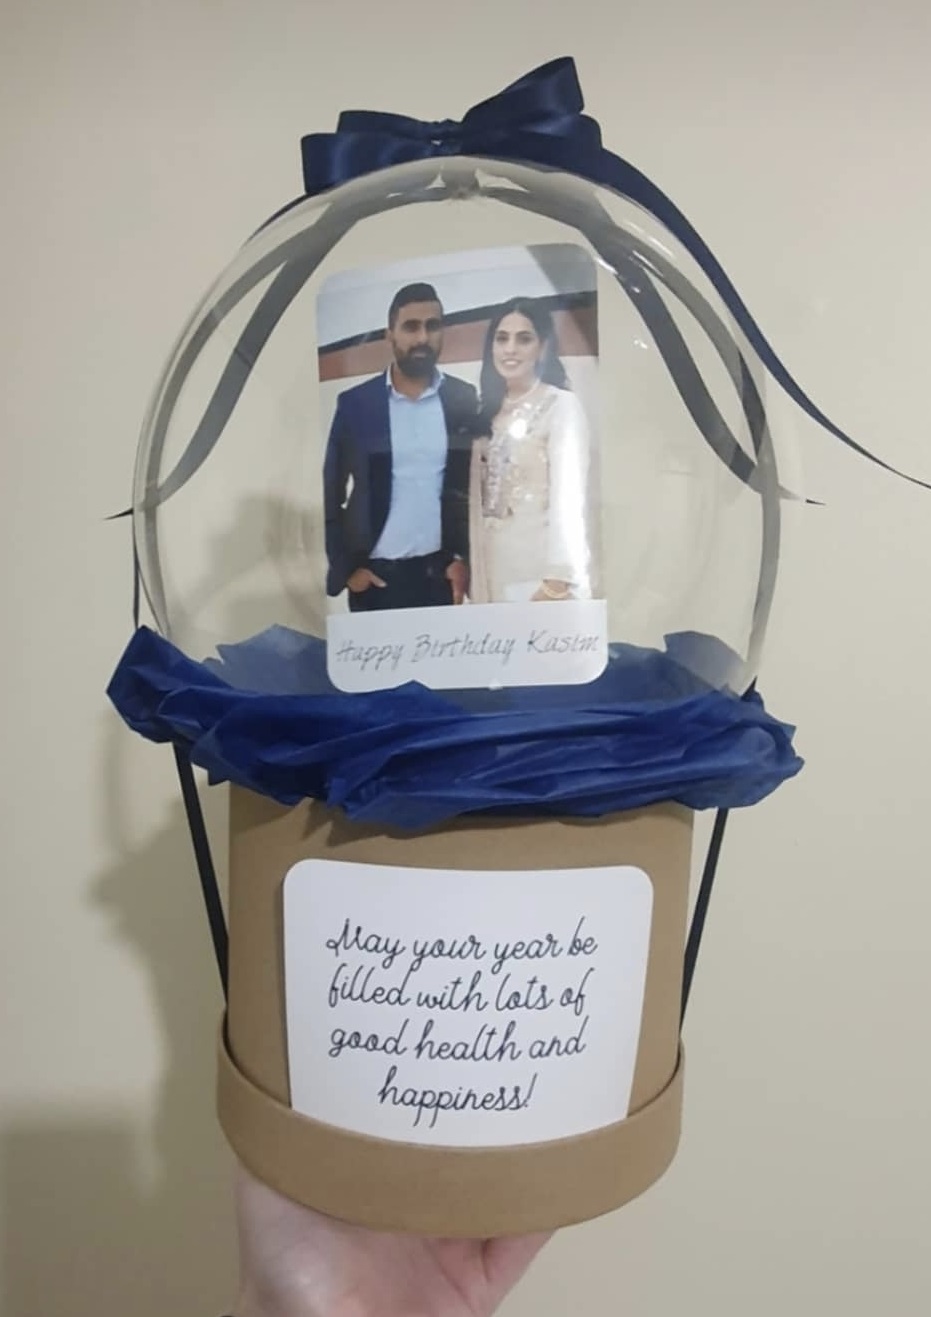 Happy Birthday Kasim
May your year be
filled with lots of
good health and
happiness!